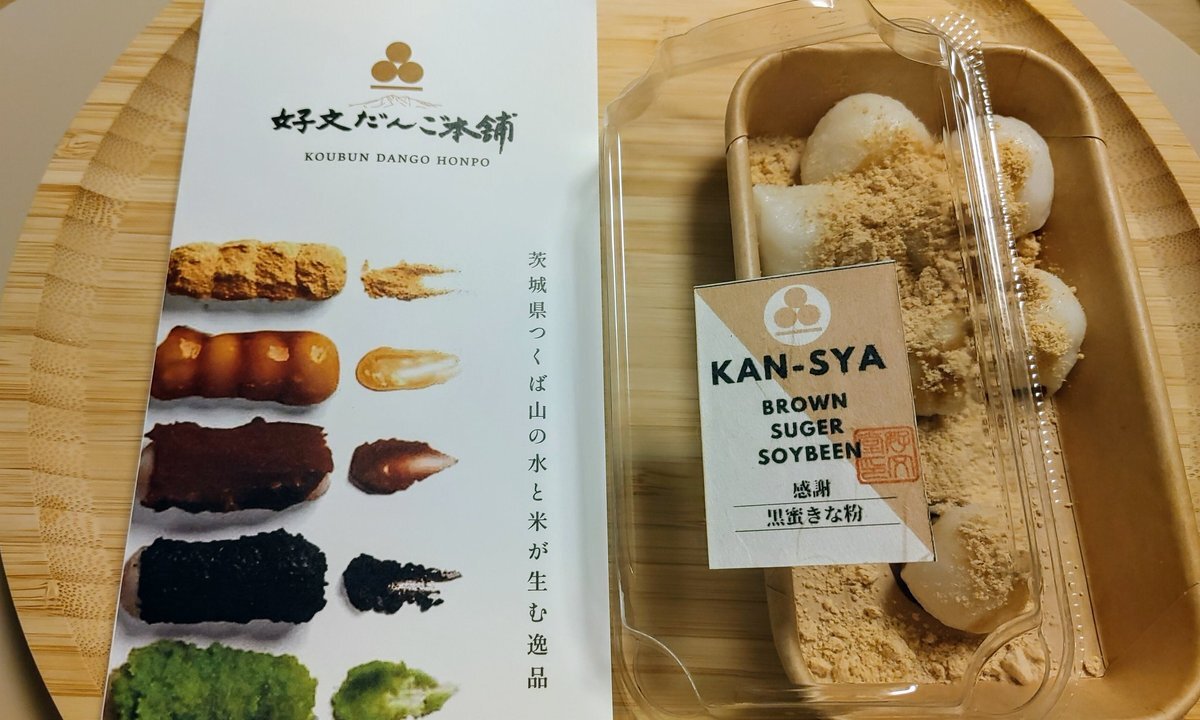 好文だんご本舗
KOUBUN DANGO HONPO
茨城県つくば山の水と米が生む逸品
KAN-SYA
BROWN
SUGER
SOYBEEN
感謝
黒蜜きな粉